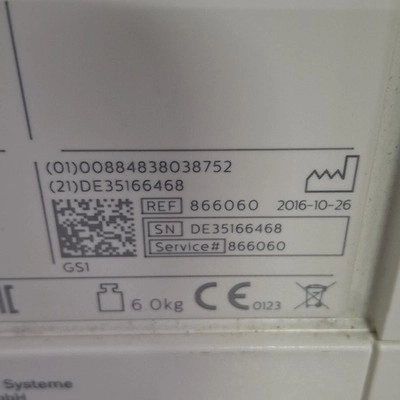 (01)00884838038752
(21)DE35166468
REF 866060 2016-10-26
SN DE35166468
Service# 866060
GS1
6.0kg CE 0123
Systeme